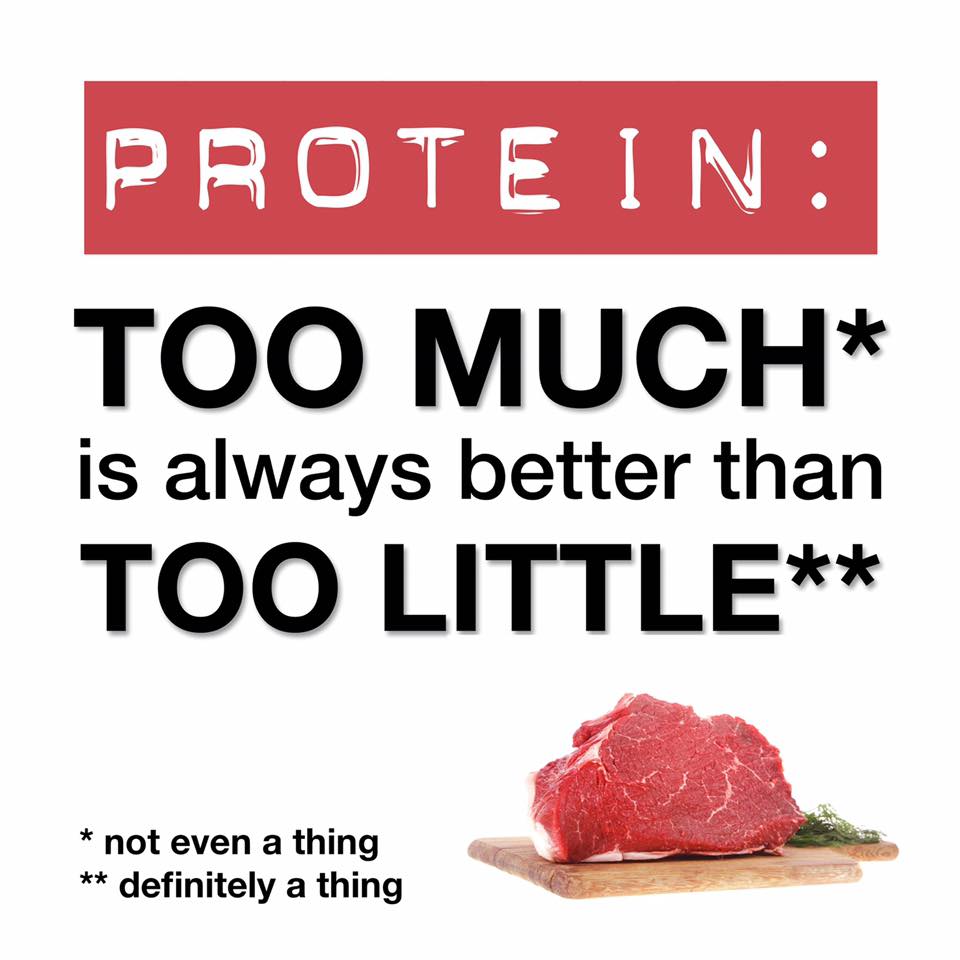 PROTEIN:
TOO MUCH*
is always better than
TOO LITTLE**
* not even a thing
** definitely a thing